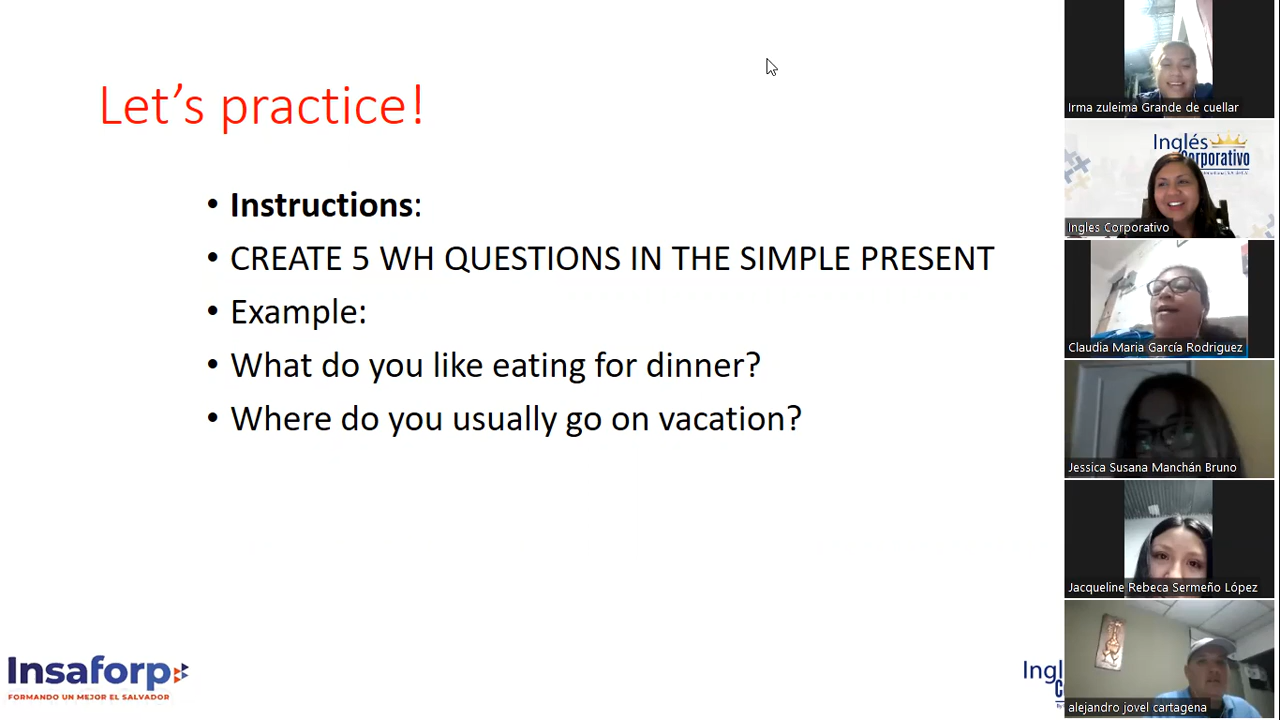 Let's practice!
• Instructions:
• CREATE 5 WH QUESTIONS IN THE SIMPLE PRESENT
• Example:
• What do you like eating for dinner?
• Where do you usually go on vacation?
Insaforp
FORMANDO UN MEJOR EL SALVADOR
Ingl
Irma zuleima Grande de cuellar
Inglés
Corporativo
Ingles Corporativo
Claudia Maria García Rodriguez
Jessica Susana Manchán Bruno
Jacqueline Rebeca Sermeño López
alejandro jovel cartagena